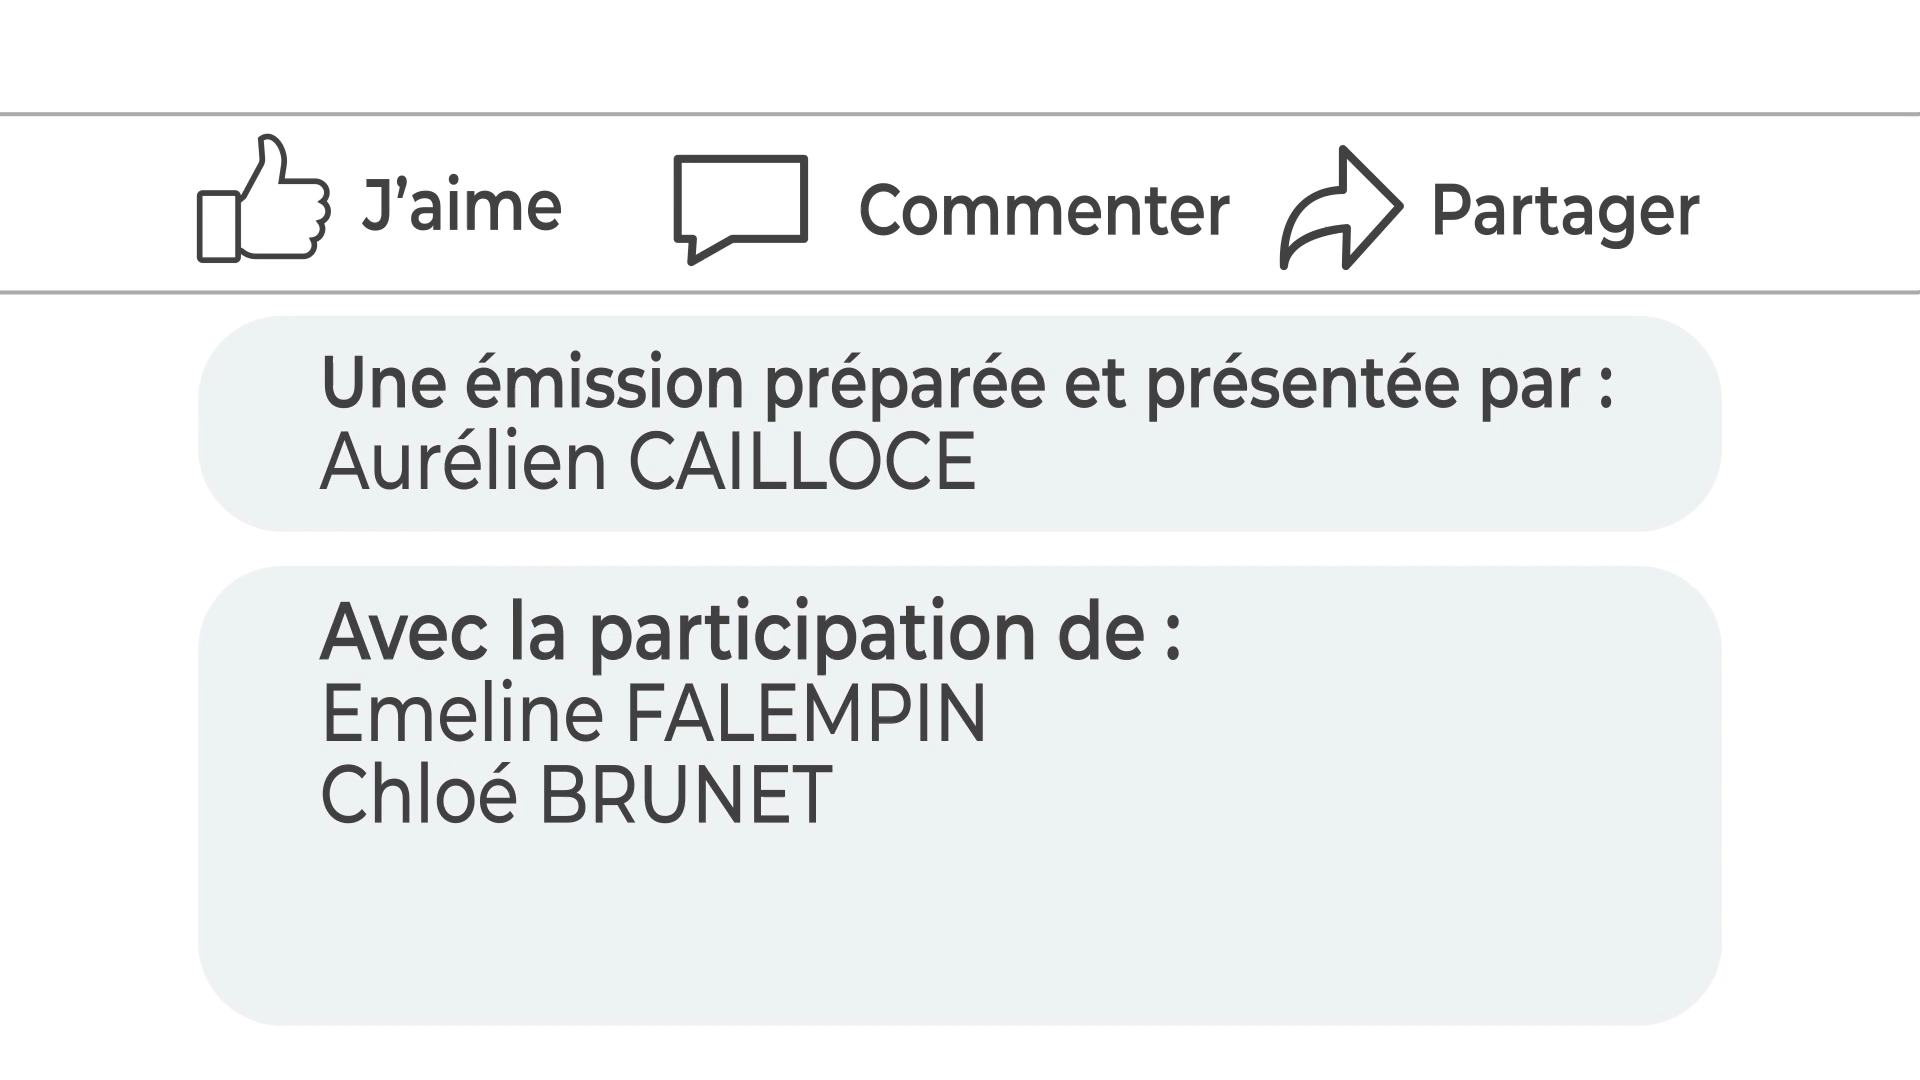 J’aime Commenter Partager
Une émission préparée et présentée par :
Aurélien CAILLOCE
Avec la participation de :
Emeline FALEMPIN
Chloé BRUNET